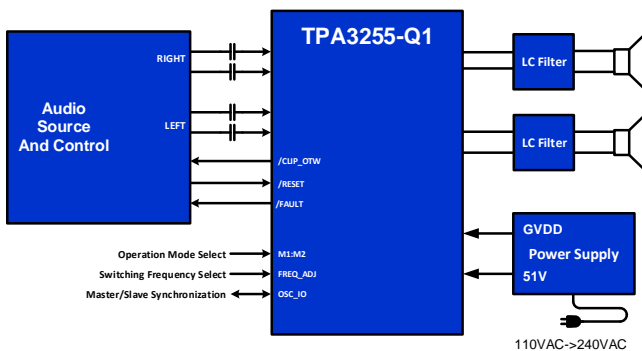 TPA3255-Q1
RIGHT
LEFT
Audio
Source
And Control
/CLIP_OTW
/RESET
/FAULT
Operation Mode Select
M1:M2
Switching Frequency Select
FREQ_ADJ
Master/Slave Synchronization
OSC_IO
LC Filter
LC Filter
GVDD
Power Supply
51V
110VAC->240VAC